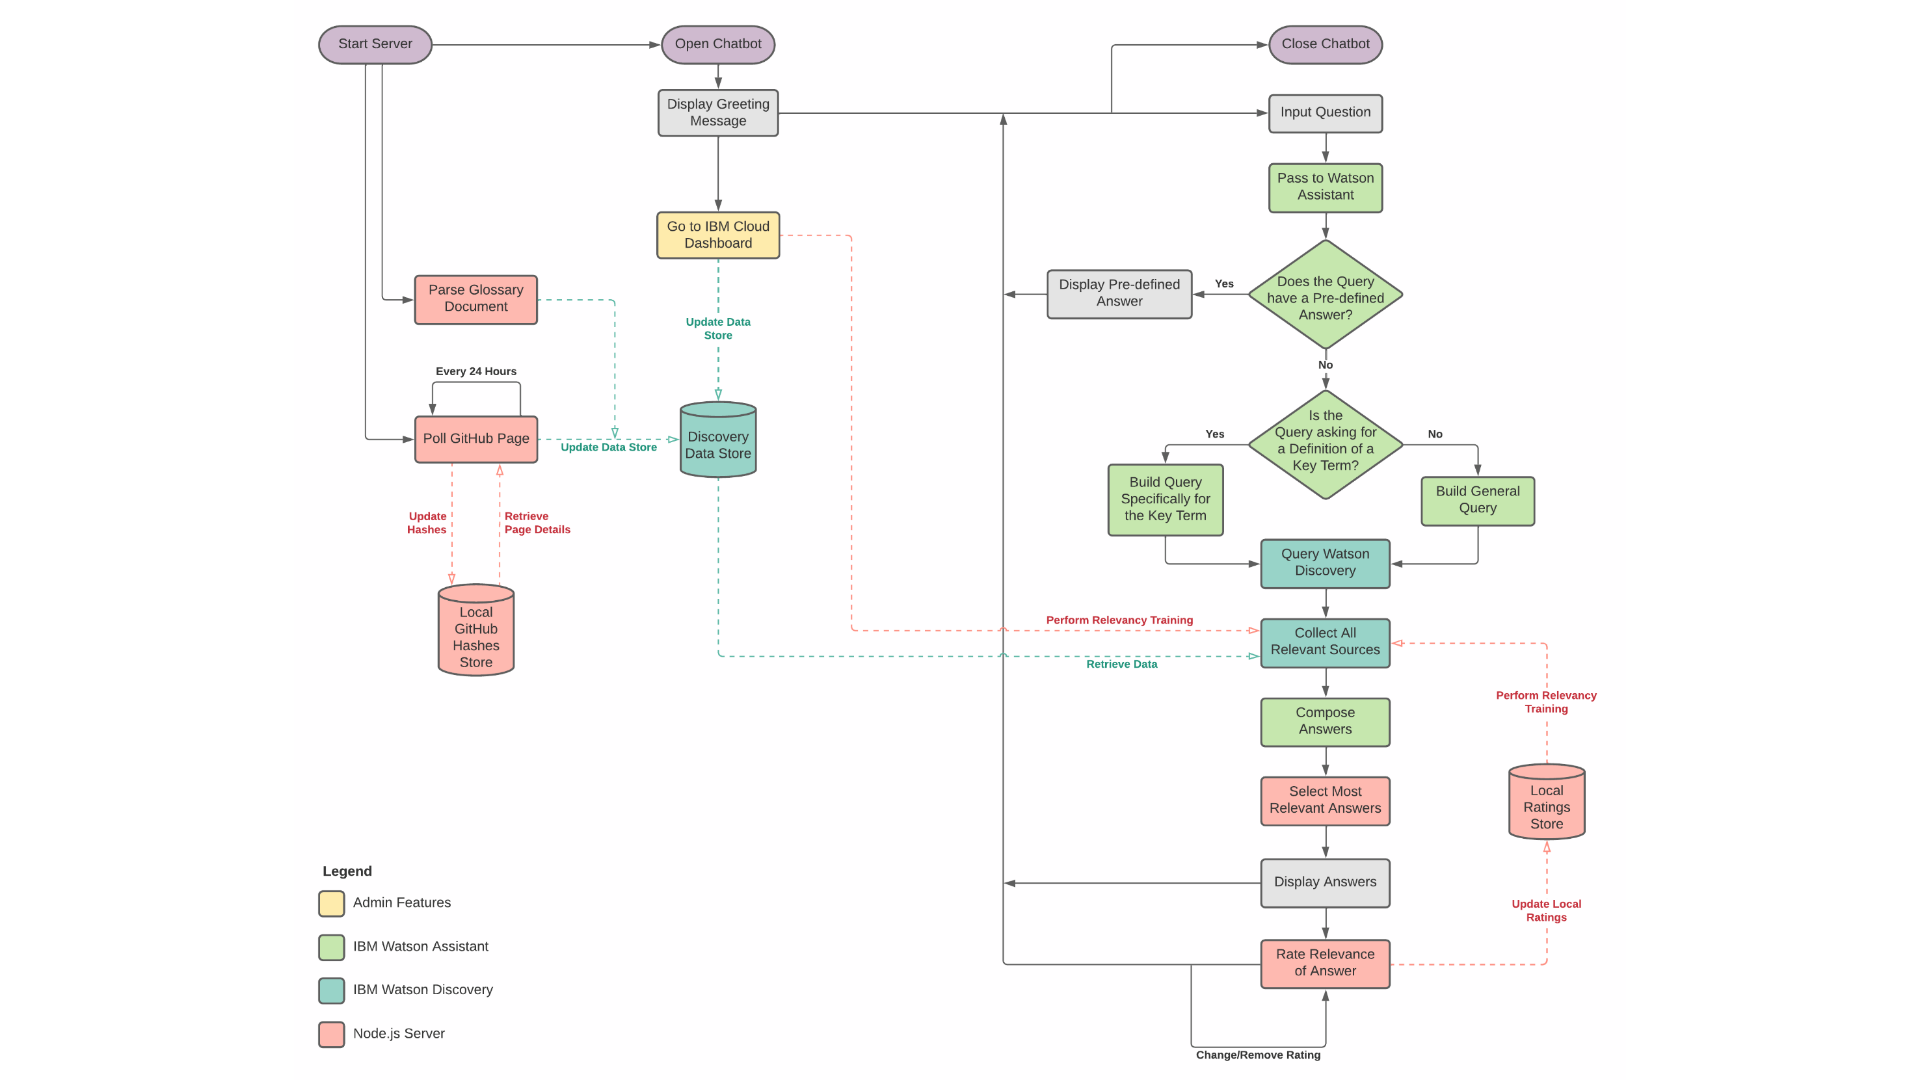 Start Server
Open Chatbot
Close Chatbot
Display Greeting
Message
Input Question
Pass to Watson
Assistant
Go to IBM Cloud
Dashboard
Parse Glossary
Document
Display Pre-defined
Answer
Yes
Does the Query
have a Pre-defined
Answer?
Update Data
Store
No
Every 24 Hours
Poll GitHub Page
Update Data Store
Discovery
Data Store
Yes
Is the
Query asking for
a Definition of a
Key Term?
No
Build Query
Specifically for
the Key Term
Build General
Query
Update
Hashes
Retrieve
Page Details
Query Watson
Discovery
Local
GitHub
Hashes
Store
Perform Relevancy Training
Collect All
Relevant Sources
Retrieve Data
Perform Relevancy
Training
Compose
Answers
Select Most
Relevant Answers
Local
Ratings
Store
Display Answers
Update Local
Ratings
Rate Relevance
of Answer
Change/Remove Rating
Legend
Admin Features
IBM Watson Assistant
IBM Watson Discovery
Node.js Server